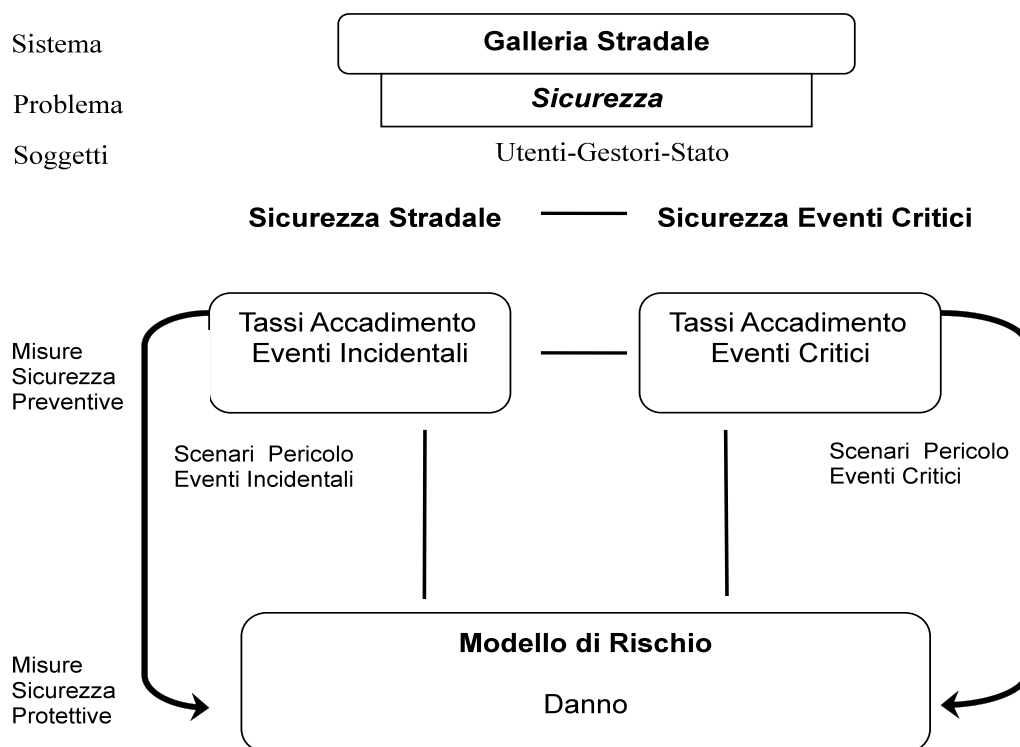 Sistema
Galleria Stradale
Problema
Sicurezza
Soggetti
Utenti-Gestori-Stato
Sicurezza Stradale
Sicurezza Eventi Critici
Tassi Accadimento
Eventi Incidentali
Tassi Accadimento
Eventi Critici
Misure
Sicurezza
Preventive
Scenari Pericolo
Eventi Incidentali
Scenari Pericolo
Eventi Critici
Modello di Rischio
Danno
Misure
Sicurezza
Protettive